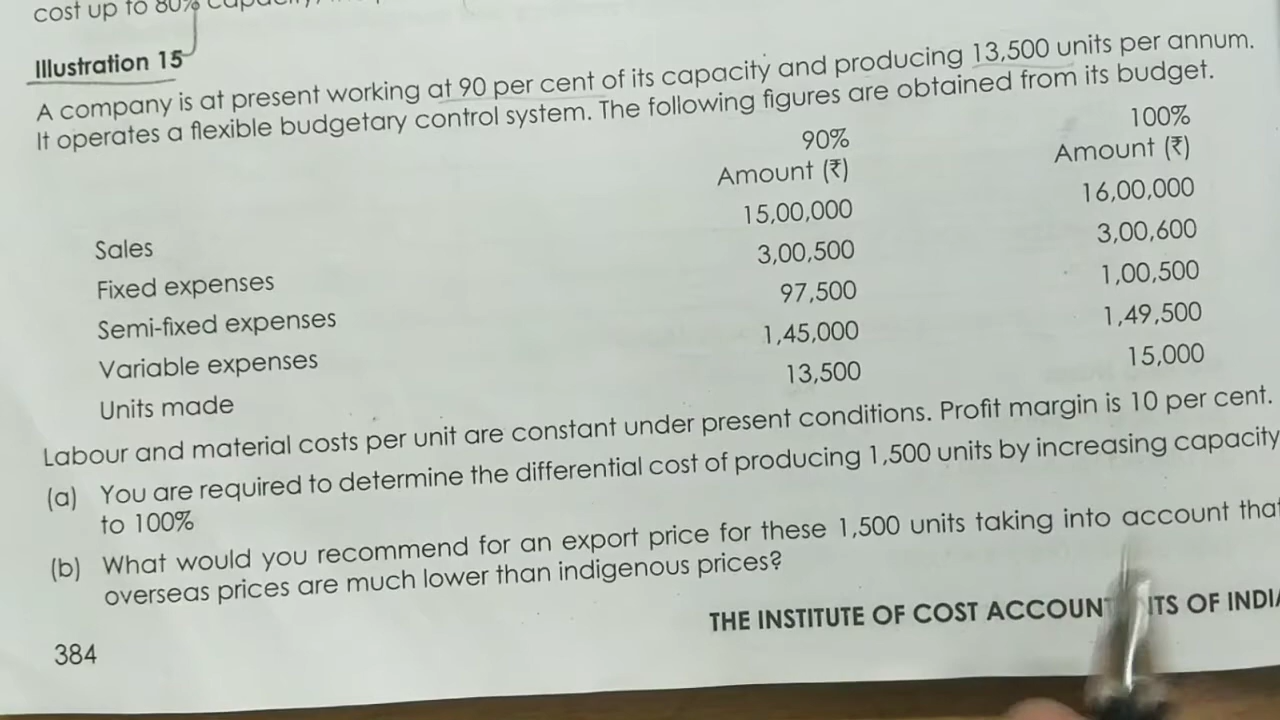 cost up to 80%
Illustration 15
A company is at present working at 90 per cent of its capacity and producing 13,500 units per annum.
It operates a flexible budgetary control system. The following figures are obtained from its budget.
90% 100%
Amount (₹) Amount (₹)
Sales 15,00,000 16,00,000
Fixed expenses 3,00,500 3,00,600
Semi-fixed expenses 97,500 1,00,500
Variable expenses 1,45,000 1,49,500
Units made 13,500 15,000
Labour and material costs per unit are constant under present conditions. Profit margin is 10 per cent.
(a) You are required to determine the differential cost of producing 1,500 units by increasing capacity
to 100%
(b) What would you recommend for an export price for these 1,500 units taking into account that
overseas prices are much lower than indigenous prices?
THE INSTITUTE OF COST ACCOUNTANTS OF INDIA
384